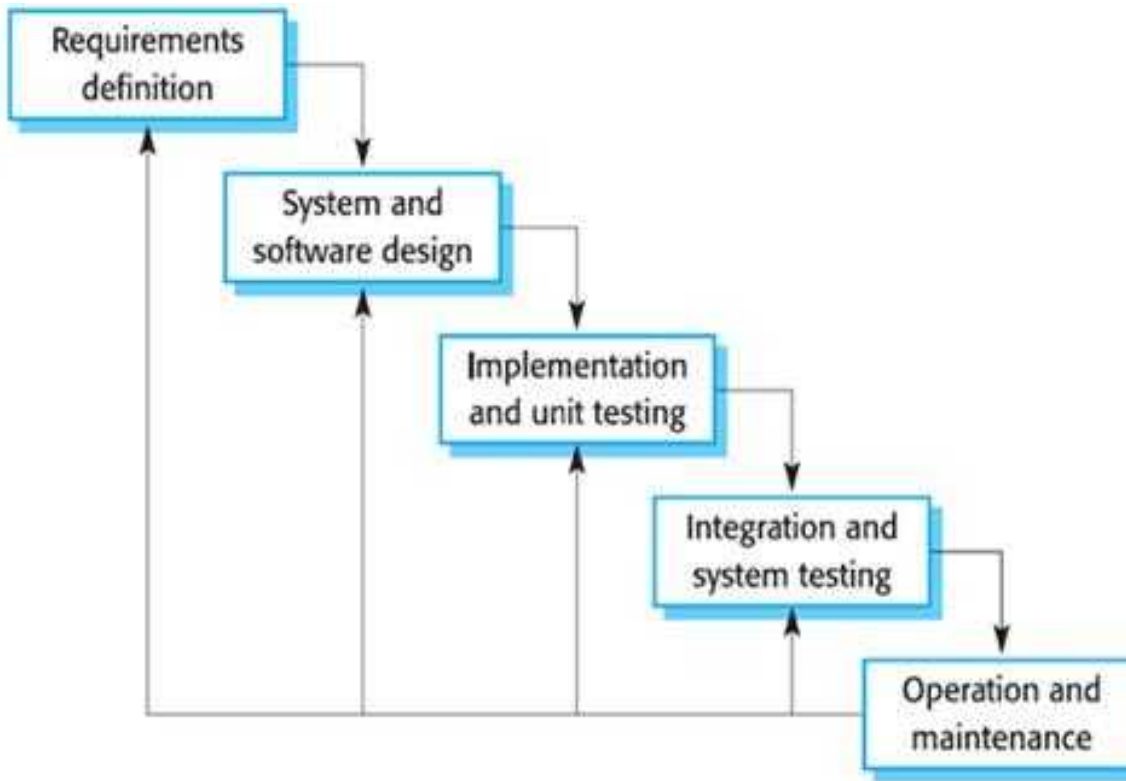 Requirements
definition
System and
software design
Implementation
and unit testing
Integration and
system testing
Operation and
maintenance